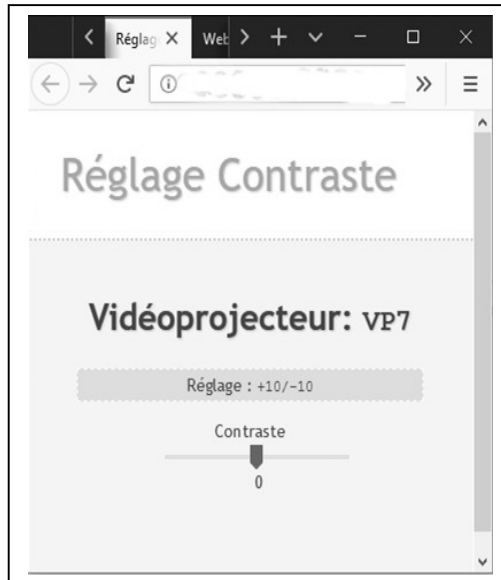 Réglag Web
Réglage Contraste
Vidéoprojecteur: VP7
Réglage : +10/-10
Contraste
0